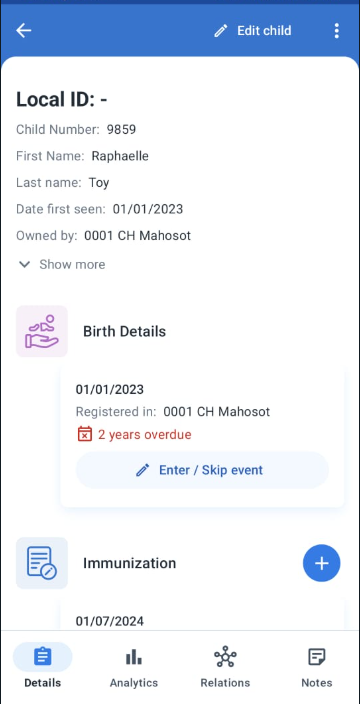 Edit child
Local ID: -
Child Number: 9859
First Name: Raphaelle
Last name: Toy
Date first seen: 01/01/2023
Owned by: 0001 CH Mahosot
Show more
Birth Details
01/01/2023
Registered in: 0001 CH Mahosot
2 years overdue
Enter / Skip event
Immunization
01/07/2024
Details Analytics Relations Notes